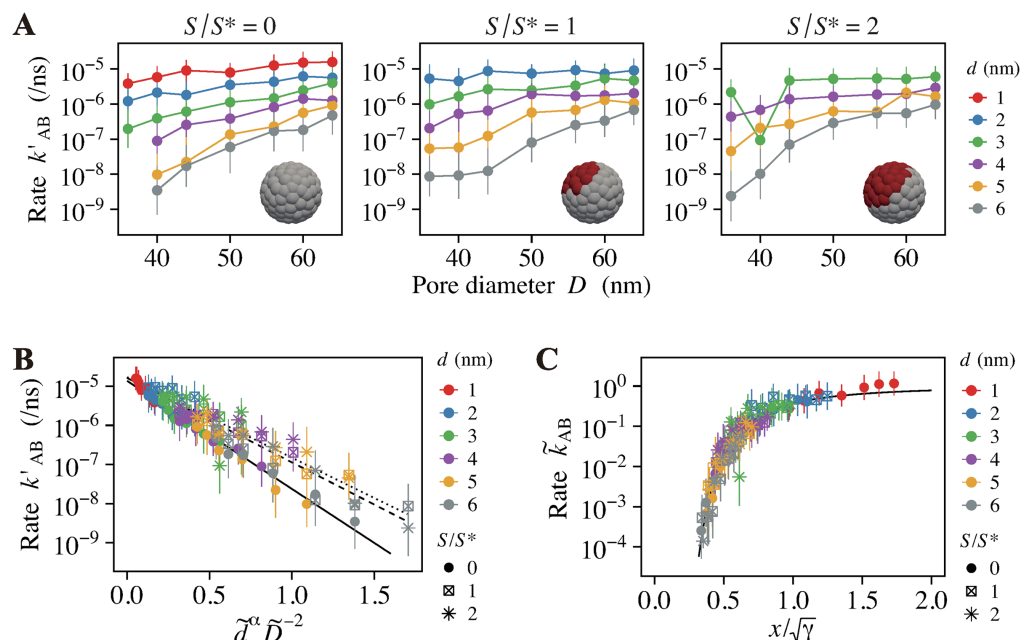 A
S/S* = 0
S/S* = 1
S/S* = 2
Rate k'AB (/ns)
10⁻⁵
10⁻⁶
10⁻⁷
10⁻⁸
10⁻⁹
40 50 60
40 50 60
40 50 60
Pore diameter D (nm)
d (nm)
1
2
3
4
5
6
B
Rate k'AB (/ns)
10⁻⁵
10⁻⁶
10⁻⁷
10⁻⁸
10⁻⁹
0.0 0.5 1.0 1.5
d̃^α D̃⁻²
d (nm)
1
2
3
4
5
6
S/S*
0
1
2
C
Rate k̃AB
10⁰
10⁻¹
10⁻²
10⁻³
10⁻⁴
0.0 0.5 1.0 1.5 2.0
x/√γ
d (nm)
1
2
3
4
5
6
S/S*
0
1
2